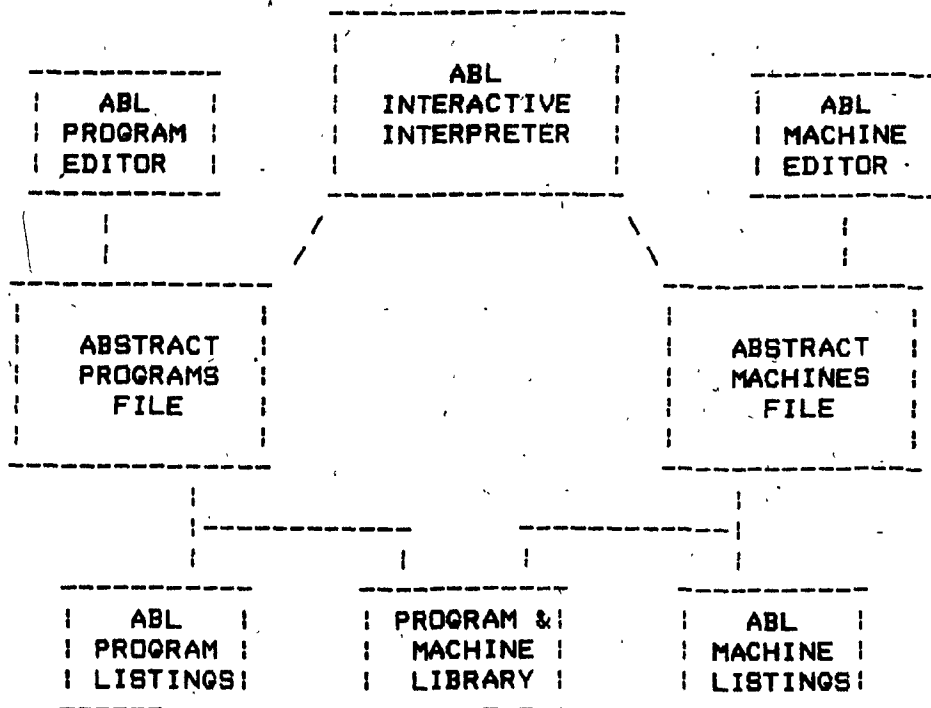 ABL
INTERACTIVE
INTERPRETER
ABL
PROGRAM
EDITOR
ABL
MACHINE
EDITOR
ABSTRACT
PROGRAMS
FILE
ABSTRACT
MACHINES
FILE
ABL
PROGRAM
LISTINGS
PROGRAM &
MACHINE
LIBRARY
ABL
MACHINE
LISTINGS